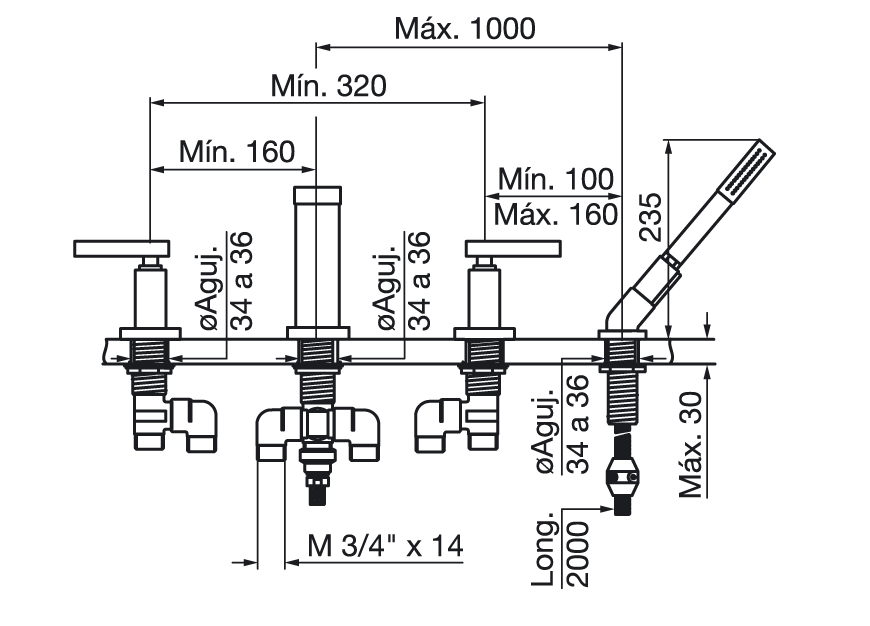 Máx. 1000
Mín. 320
Mín. 160
Mín. 100
Máx. 160
235
øAguj.
34 a 36
øAguj.
34 a 36
øAguj.
34 a 36
Máx. 30
M 3/4" x 14
Long.
2000